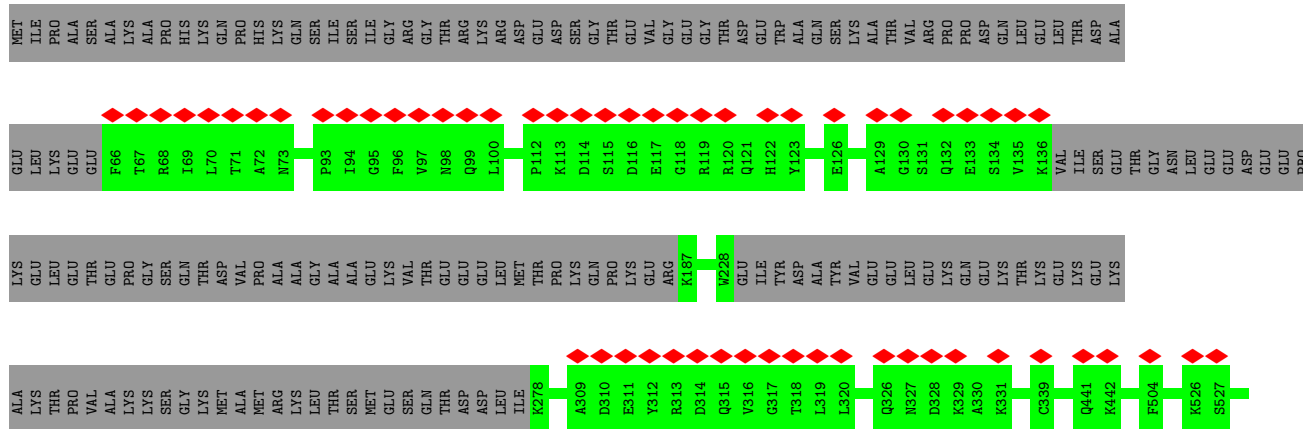 MET ILE PRO ALA SER ALA LYS ALA PRO HIS LYS GLN PRO HIS LYS GLN SER ILE SER ILE GLY ARG GLY THR ARG LYS ARG ASP GLU ASP SER GLY THR GLU VAL GLY GLU GLY THR ASP GLU TRP ALA GLN SER LYS ALA THR VAL ARG PRO PRO ASP GLN LEU GLU LEU THR ASP ALA
GLU LEU LYS GLU GLU F66 T67 R68 I69 L70 T71 A72 N73 P93 I94 G95 F96 V97 N98 Q99 L100 P112 K113 D114 S115 D116 E117 G118 R119 R120 Q121 H122 Y123 E126 A129 G130 S131 Q132 E133 S134 V135 K136 VAL ILE SER GLU THR GLY ASN LEU GLU GLU ASP GLU GLU PRO
LYS GLU LEU GLU THR GLU PRO GLY SER GLN THR ASP VAL PRO ALA ALA GLY ALA ALA GLU LYS VAL THR GLU GLU GLU LEU MET THR PRO LYS GLN PRO LYS GLU ARG K187 W228 GLU ILE TYR ASP ALA TYR VAL GLU GLU LEU GLU LYS GLN GLU LYS THR LYS GLU LYS GLU LYS
ALA LYS THR PRO VAL ALA LYS LYS SER GLY LYS MET ALA MET ARG LYS LEU THR SER MET GLU SER GLN THR ASP ASP LEU ILE K278 A309 D310 E311 Y312 R313 D314 Q315 V316 G317 T318 L319 L320 Q326 N327 D328 K329 A330 K331 C339 Q441 K442 F504 K526 S527